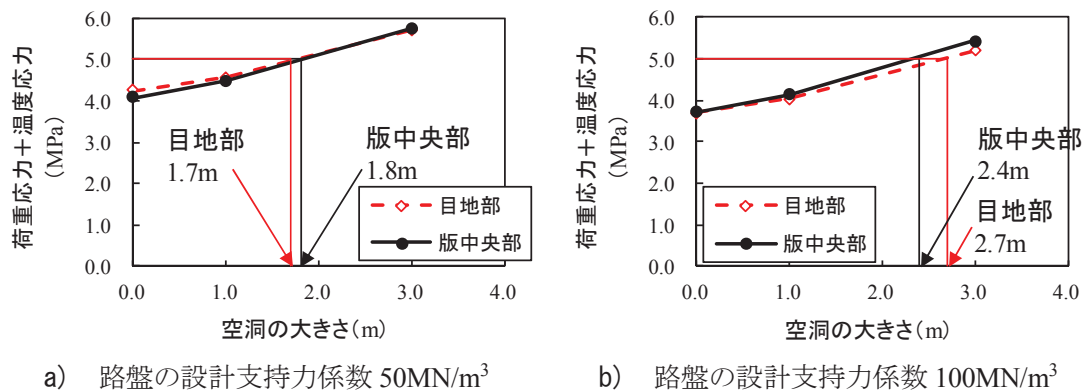 荷重応力＋温度応力
(MPa)
6.0
5.0
4.0
3.0
2.0
1.0
0.0
目地部
1.7m
版中央部
1.8m
目地部
版中央部
0.0 1.0 2.0 3.0 4.0
空洞の大きさ(m)
a) 路盤の設計支持力係数 50MN/m³
荷重応力＋温度応力
(MPa)
6.0
5.0
4.0
3.0
2.0
1.0
0.0
版中央部
2.4m
目地部
2.7m
目地部
版中央部
0.0 1.0 2.0 3.0 4.0
空洞の大きさ(m)
b) 路盤の設計支持力係数 100MN/m³